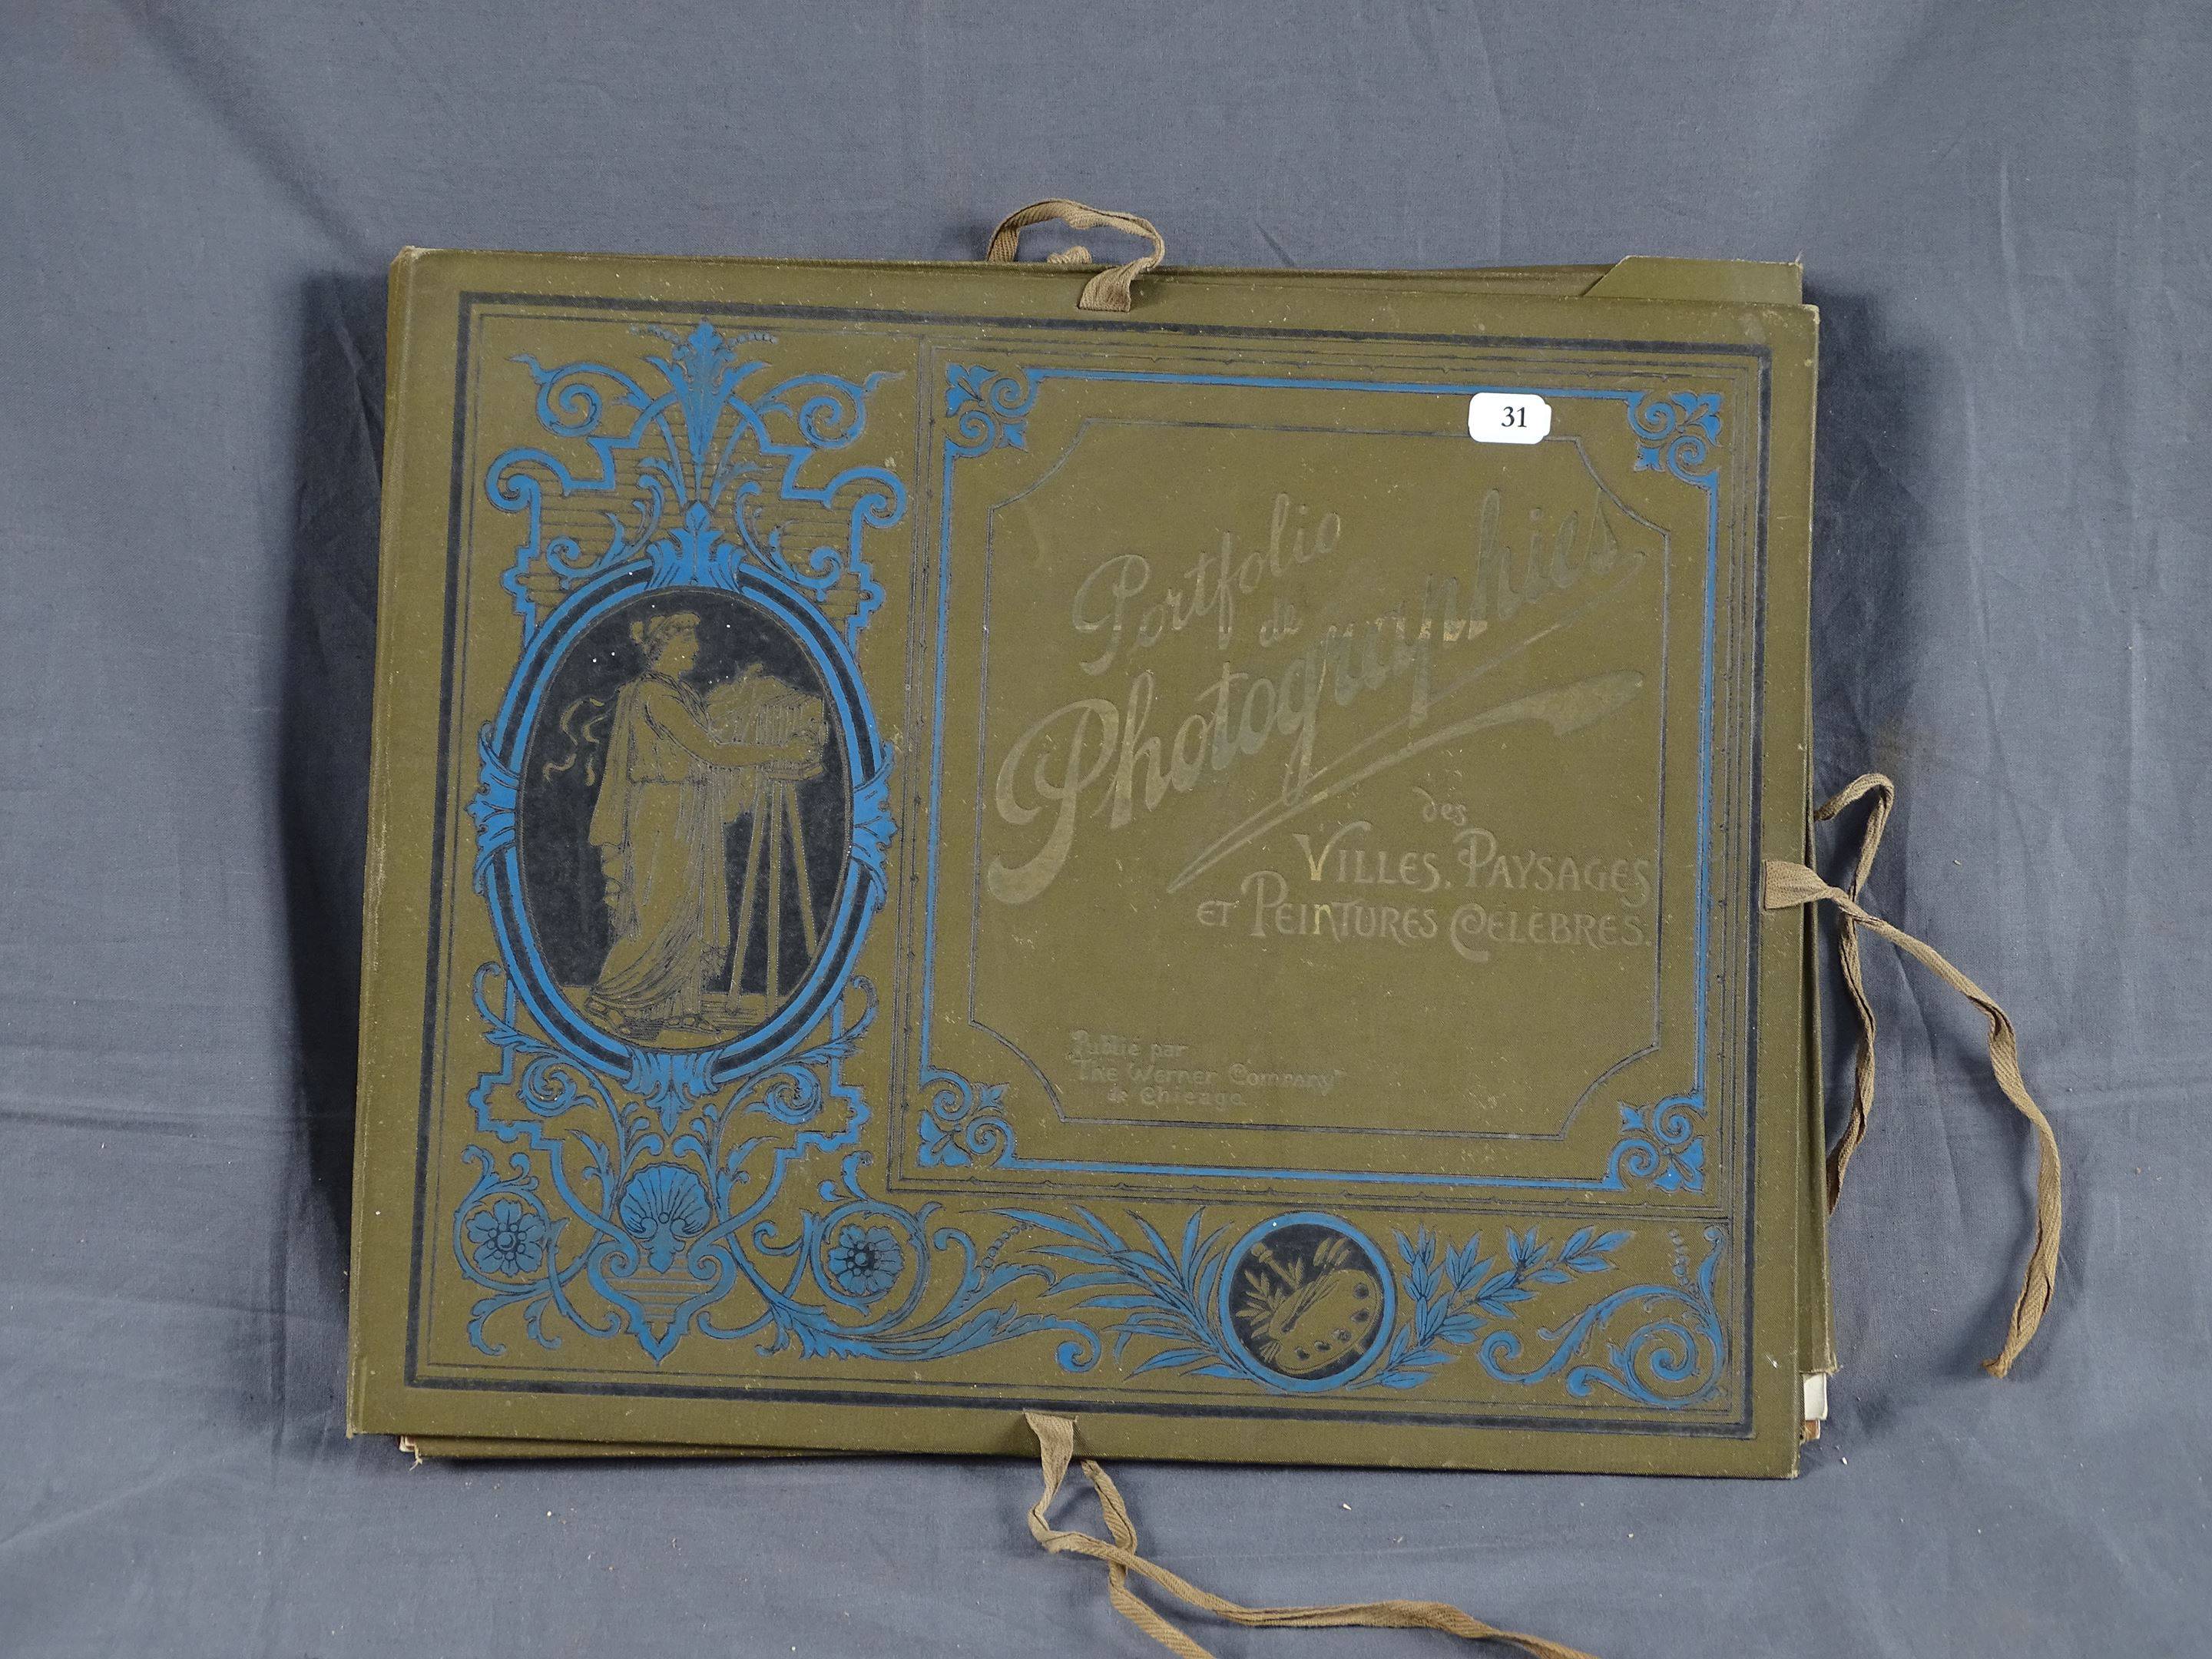 31
Portfolio
de
Photographies
des
VILLES, PAYSAGES
ET PEINTURES CÉLÈBRES.
Publié par
"The Werner Company"
de Chicago